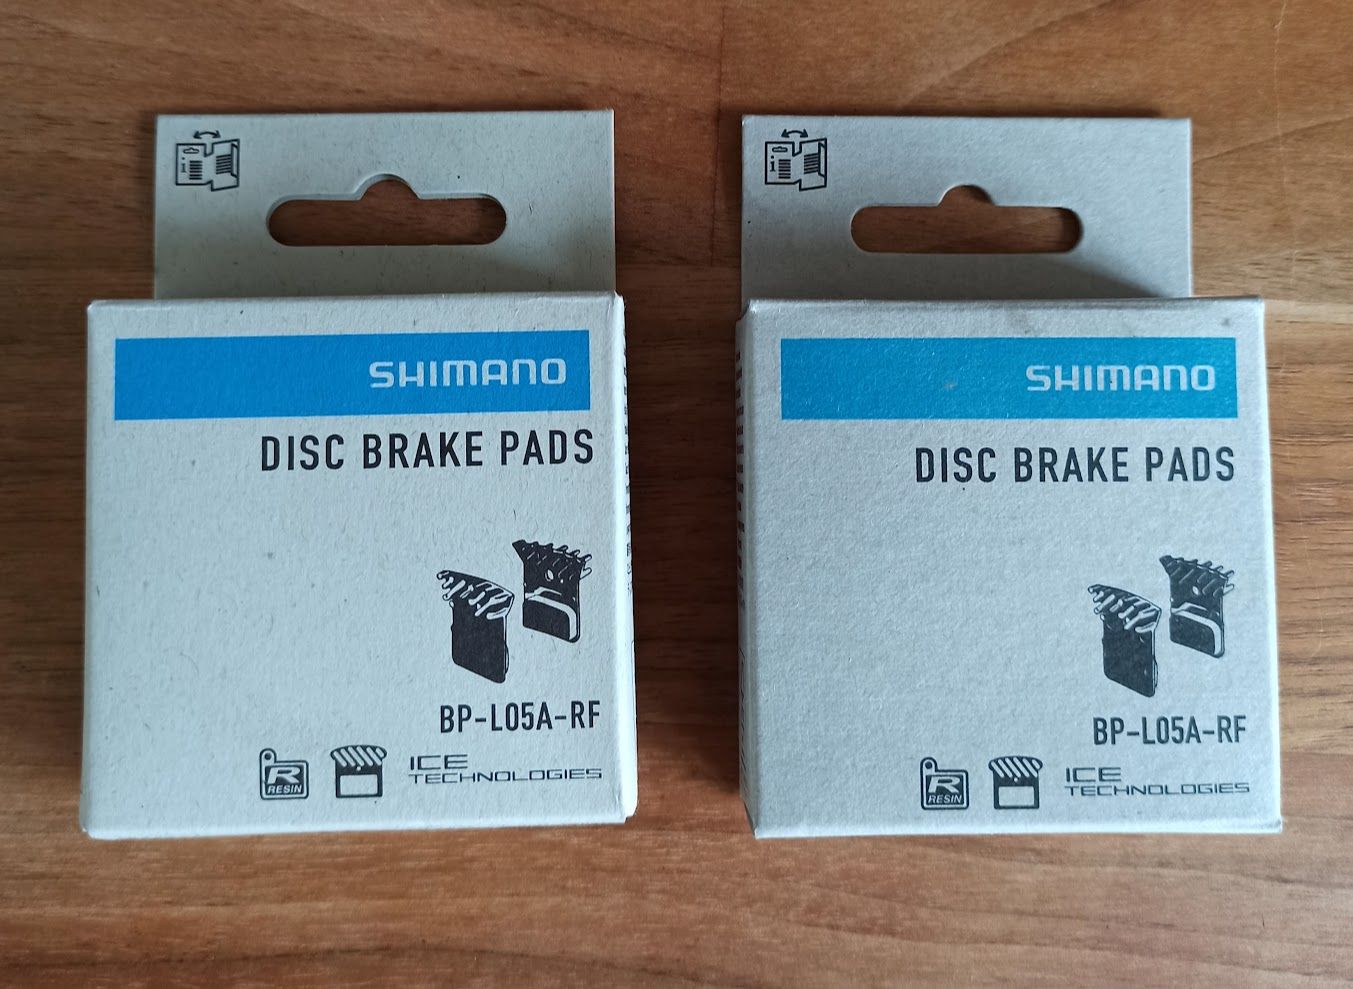 SHIMANO
DISC BRAKE PADS
BP-L05A-RF
R
RESIN
ICE
TECHNOLOGIES
SHIMANO
DISC BRAKE PADS
BP-L05A-RF
R
RESIN
ICE
TECHNOLOGIES